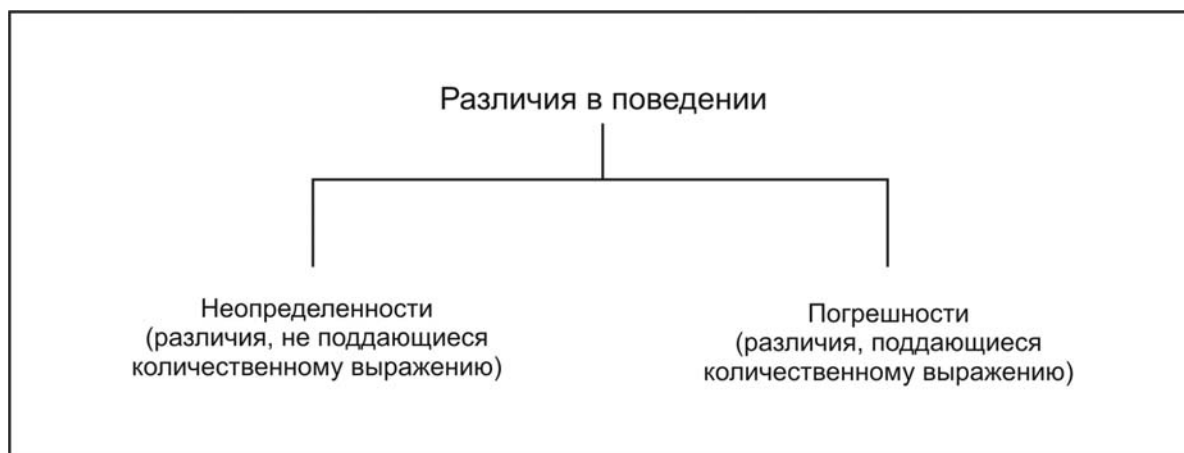 Различия в поведении
Неопределенности
(различия, не поддающиеся
количественному выражению)
Погрешности
(различия, поддающиеся
количественному выражению)